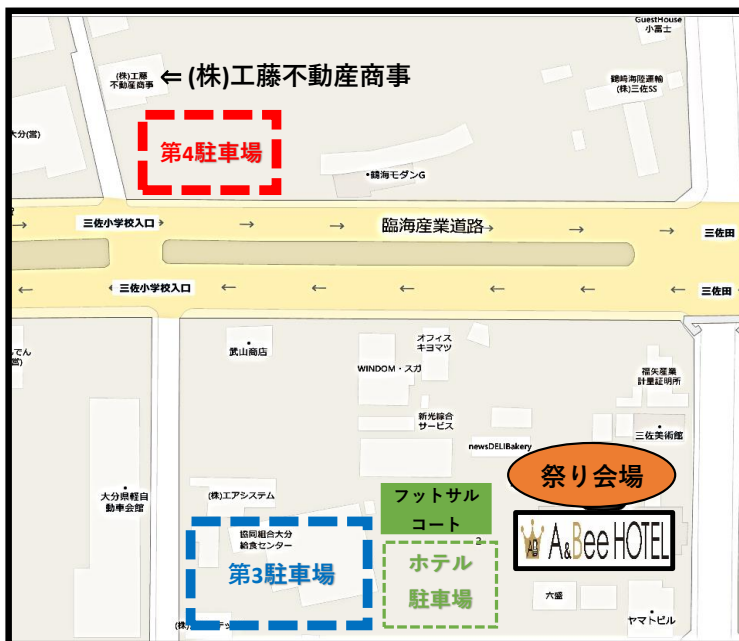 GuestHouse
小富士
(株)工藤
不動産商事
⇐ (株)工藤不動産商事
鶴崎海陸運輸
(株)三佐SS
大分(営)
第4駐車場
鶴海モダンG
三佐小学校入口
臨海産業道路
三佐田
三佐小学校入口
三佐田
でん
営)
武山商店
オフィス
キヨマツ
WINDOM・スガ
福矢産業
計量証明所
新光綜合
サービス
newsDELIBakery
三佐美術館
祭り会場
大分県軽自
動車会館
(株)エアシステム
フットサル
コート
協同組合大分
給食センター
2
A&Bee HOTEL
第3駐車場
ホテル
駐車場
六盛
ヤマトビル
(株)